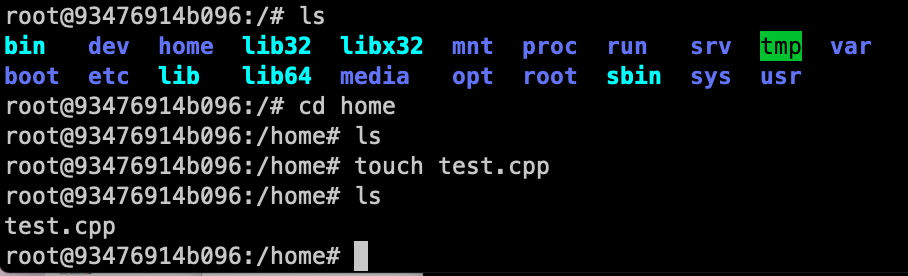 root@93476914b096:/# ls
bin dev home lib32 libx32 mnt proc run srv tmp var
boot etc lib lib64 media opt root sbin sys usr
root@93476914b096:/# cd home
root@93476914b096:/home# ls
root@93476914b096:/home# touch test.cpp
root@93476914b096:/home# ls
test.cpp
root@93476914b096:/home#